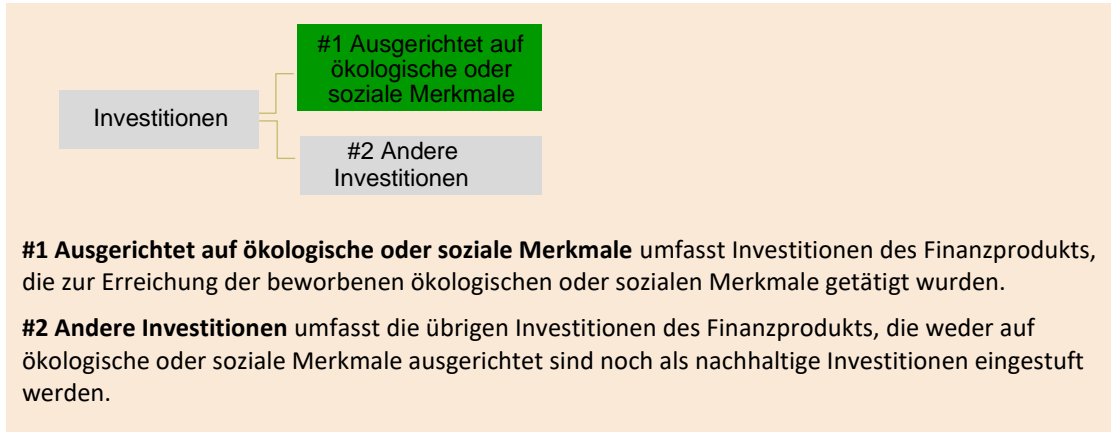 #1 Ausgerichtet auf
ökologische oder
soziale Merkmale
Investitionen
#2 Andere
Investitionen
#1 Ausgerichtet auf ökologische oder soziale Merkmale umfasst Investitionen des Finanzprodukts,
die zur Erreichung der beworbenen ökologischen oder sozialen Merkmale getätigt wurden.
#2 Andere Investitionen umfasst die übrigen Investitionen des Finanzprodukts, die weder auf
ökologische oder soziale Merkmale ausgerichtet sind noch als nachhaltige Investitionen eingestuft
werden.